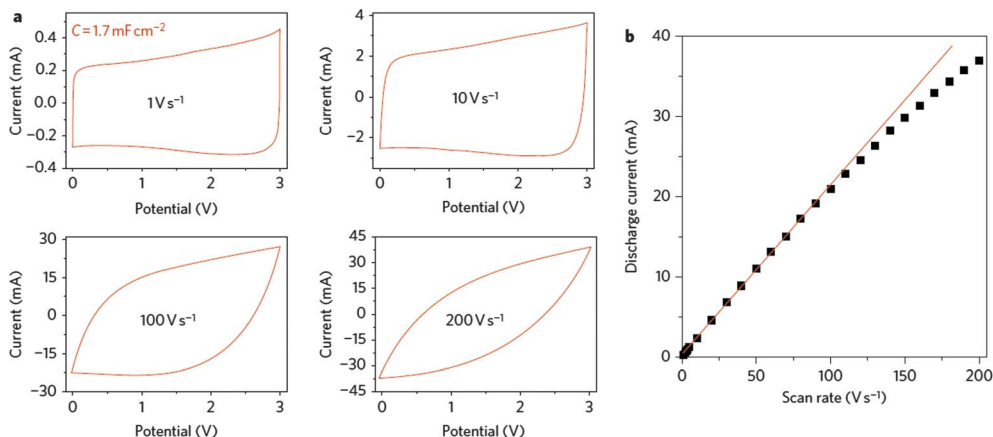 a
C = 1.7 mF cm⁻²
0.4
0.2
0.0
−0.2
−0.4
Current (mA)
1 V s⁻¹
0 1 2 3
Potential (V)
4
2
0
−2
Current (mA)
10 V s⁻¹
0 1 2 3
Potential (V)
30
15
0
−15
−30
Current (mA)
100 V s⁻¹
0 1 2 3
Potential (V)
45
30
15
0
−15
−30
−45
Current (mA)
200 V s⁻¹
0 1 2 3
Potential (V)
b
40
30
20
10
0
Discharge current (mA)
0 50 100 150 200
Scan rate (V s⁻¹)